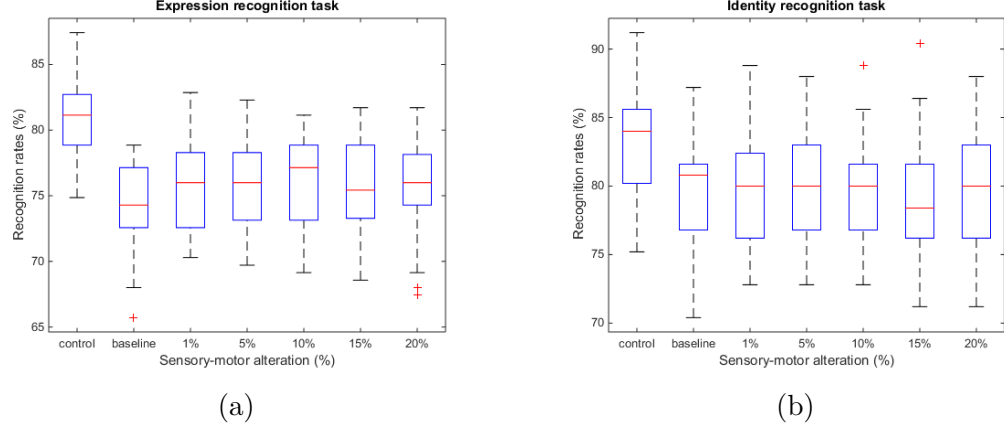 Expression recognition task
Recognition rates (%)
85
80
75
70
65
control baseline 1% 5% 10% 15% 20%
Sensory-motor alteration (%)
(a)
Identity recognition task
Recognition rates (%)
90
85
80
75
70
control baseline 1% 5% 10% 15% 20%
Sensory-motor alteration (%)
(b)